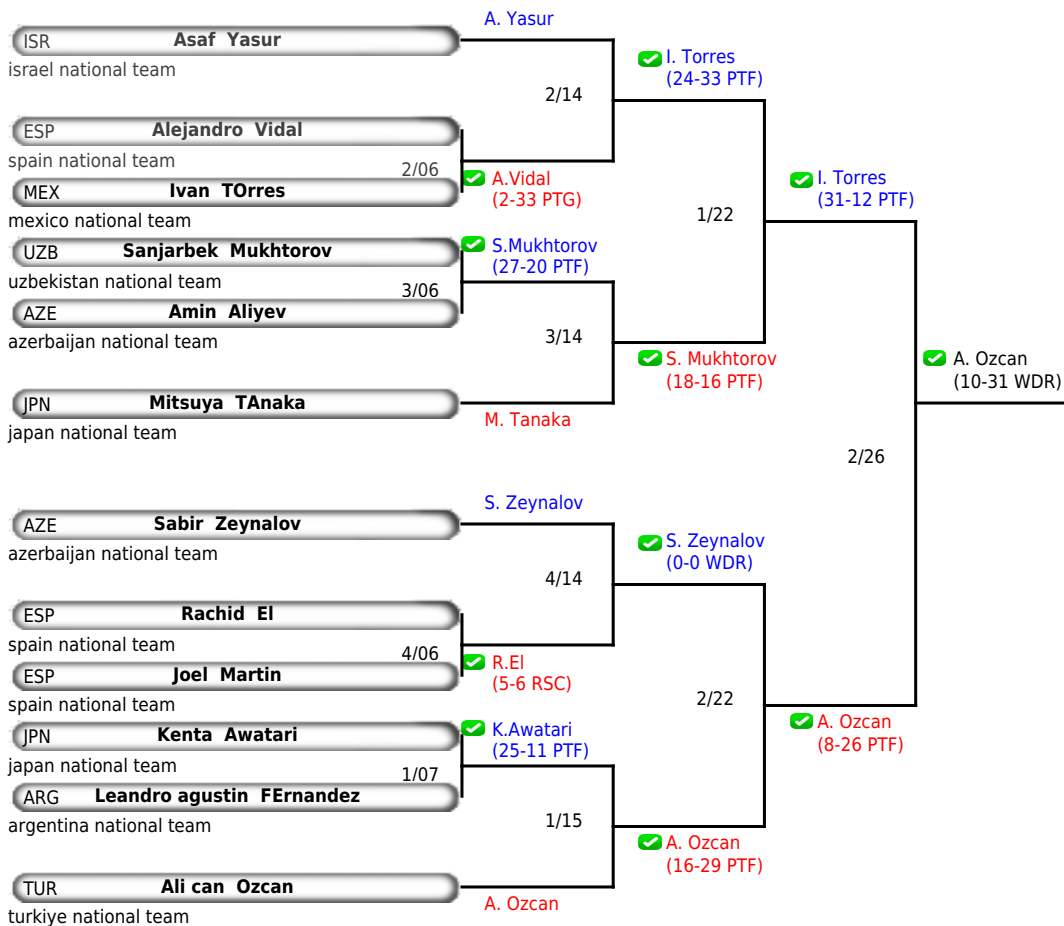 A. Yasur
ISR Asaf Yasur
israel national team
I. Torres
(24-33 PTF)
2/14
ESP Alejandro Vidal
spain national team
2/06
A.Vidal
(2-33 PTG)
MEX Ivan TOrres
mexico national team
I. Torres
(31-12 PTF)
1/22
UZB Sanjarbek Mukhtorov
uzbekistan national team
S.Mukhtorov
(27-20 PTF)
3/06
AZE Amin Aliyev
azerbaijan national team
3/14
S. Mukhtorov
(18-16 PTF)
A. Ozcan
(10-31 WDR)
JPN Mitsuya TAnaka
japan national team
M. Tanaka
2/26
S. Zeynalov
AZE Sabir Zeynalov
azerbaijan national team
S. Zeynalov
(0-0 WDR)
4/14
ESP Rachid El
spain national team
4/06
R.El
(5-6 RSC)
ESP Joel Martin
spain national team
2/22
JPN Kenta Awatari
japan national team
K.Awatari
(25-11 PTF)
A. Ozcan
(8-26 PTF)
1/07
ARG Leandro agustin FErnandez
argentina national team
1/15
A. Ozcan
(16-29 PTF)
TUR Ali can Ozcan
turkiye national team
A. Ozcan